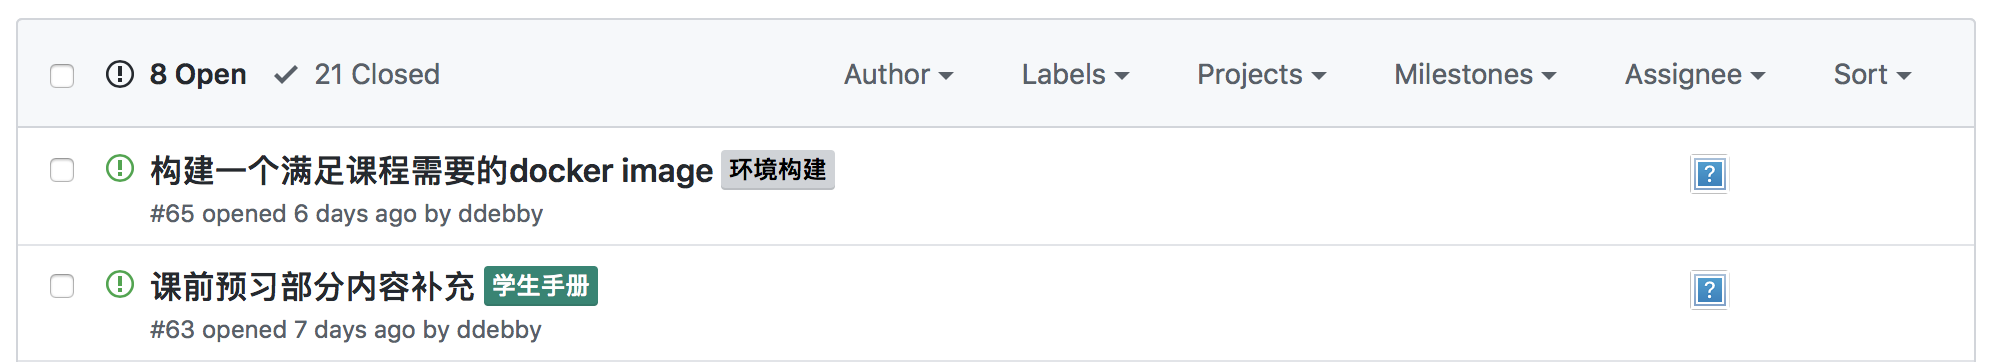 8 Open 21 Closed Author Labels Projects Milestones Assignee Sort
构建一个满足课程需要的docker image 环境构建
#65 opened 6 days ago by ddebby
课前预习部分内容补充 学生手册
#63 opened 7 days ago by ddebby